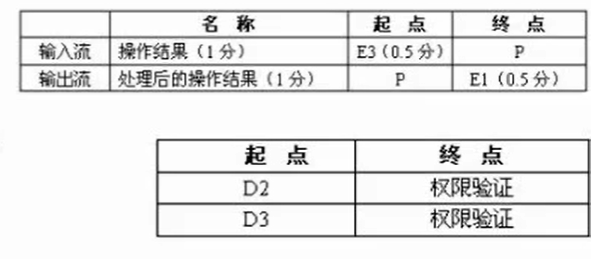 名 称 起 点 终 点
输入流 操作结果（1 分） E3（0.5 分） P
输出流 处理后的操作结果（1 分） P E1（0.5 分）
起 点 终 点
D2 权限验证
D3 权限验证